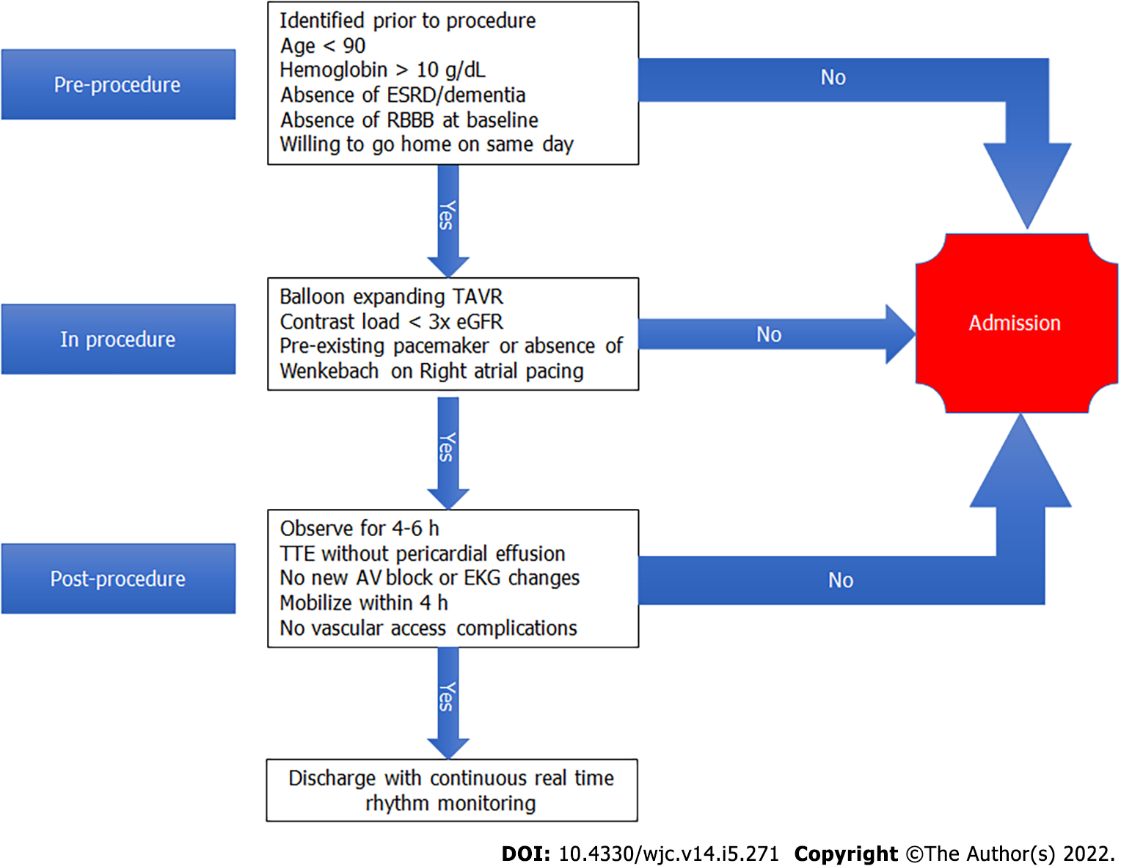 Pre-procedure
Identified prior to procedure
Age < 90
Hemoglobin > 10 g/dL
Absence of ESRD/dementia
Absence of RBBB at baseline
Willing to go home on same day
No
Yes
In procedure
Balloon expanding TAVR
Contrast load < 3x eGFR
Pre-existing pacemaker or absence of
Wenkebach on Right atrial pacing
No
Admission
Yes
Post-procedure
Observe for 4-6 h
TTE without pericardial effusion
No new AV block or EKG changes
Mobilize within 4 h
No vascular access complications
No
Yes
Discharge with continuous real time
rhythm monitoring
DOI: 10.4330/wjc.v14.i5.271 Copyright ©The Author(s) 2022.